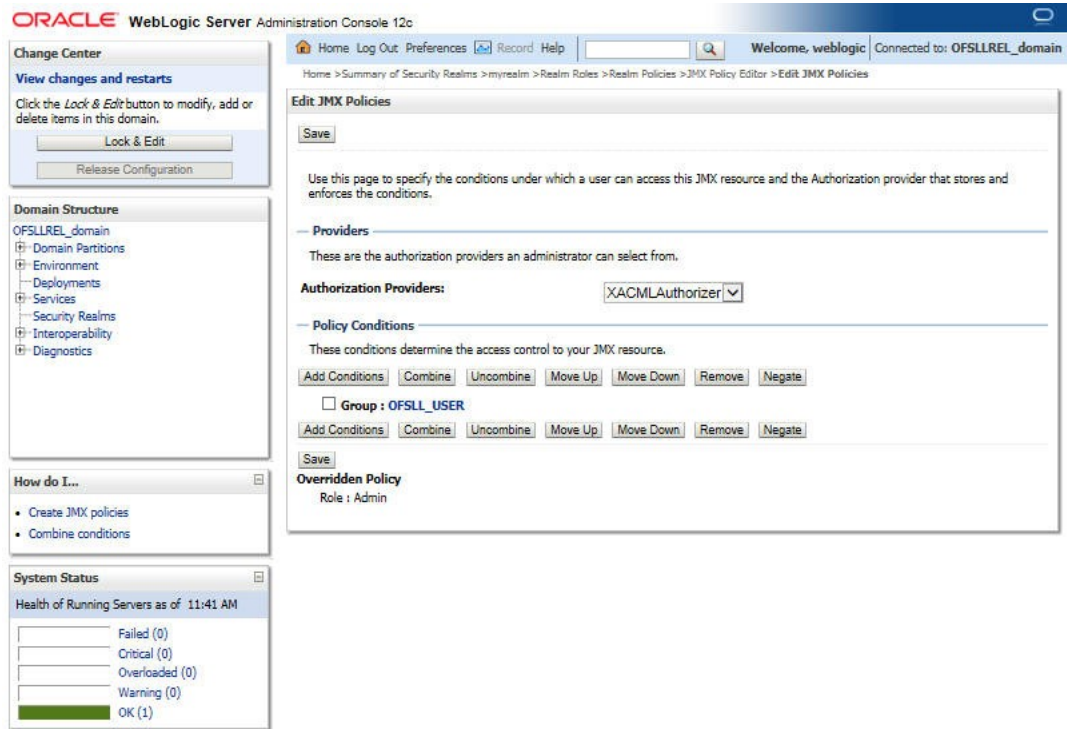 ORACLE WebLogic Server Administration Console 12c
Change Center
View changes and restarts
Click the Lock & Edit button to modify, add or
delete items in this domain.
Lock & Edit
Release Configuration
Domain Structure
OFSLLREL_domain
Domain Partitions
Environment
Deployments
Services
Security Realms
Interoperability
Diagnostics
How do I...
Create JMX policies
Combine conditions
System Status
Health of Running Servers as of 11:41 AM
Failed (0)
Critical (0)
Overloaded (0)
Warning (0)
OK (1)
Home Log Out Preferences Record Help
Welcome, weblogic Connected to: OFSLLREL_domain
Home >Summary of Security Realms >myrealm >Realm Roles >Realm Policies >JMX Policy Editor >Edit JMX Policies
Edit JMX Policies
Save
Use this page to specify the conditions under which a user can access this JMX resource and the Authorization provider that stores and
enforces the conditions.
Providers
These are the authorization providers an administrator can select from.
Authorization Providers: XACMLAuthorizer
Policy Conditions
These conditions determine the access control to your JMX resource.
Add Conditions Combine Uncombine Move Up Move Down Remove Negate
Group : OFSLL_USER
Add Conditions Combine Uncombine Move Up Move Down Remove Negate
Save
Overridden Policy
Role : Admin